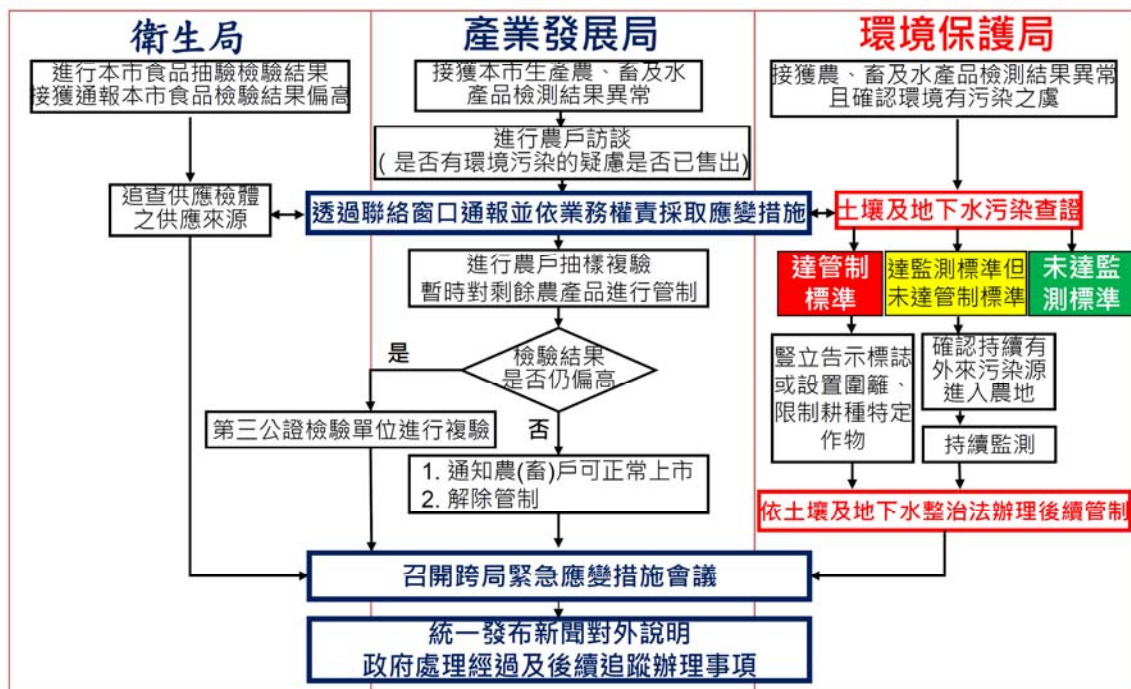 衛生局
進行本市食品抽驗檢驗結果
接獲通報本市食品檢驗結果偏高
追查供應檢體
之供應來源
產業發展局
接獲本市生產農、畜及水
產品檢測結果異常
進行農戶訪談
( 是否有環境污染的疑慮是否已售出)
透過聯絡窗口通報並依業務權責採取應變措施
進行農戶抽樣複驗
暫時對剩餘農產品進行管制
檢驗結果
是否仍偏高
是
第三公證檢驗單位進行複驗
否
1. 通知農(畜)戶可正常上市
2. 解除管制
環境保護局
接獲農、畜及水產品檢測結果異常
且確認環境有污染之虞
土壤及地下水污染查證
達管制
標準
達監測標準但
未達管制標準
未達監
測標準
豎立告示標誌
或設置圍籬、
限制耕種特定
作物
確認持續有
外來污染源
進入農地
持續監測
依土壤及地下水整治法辦理後續管制
召開跨局緊急應變措施會議
統一發布新聞對外說明
政府處理經過及後續追蹤辦理事項